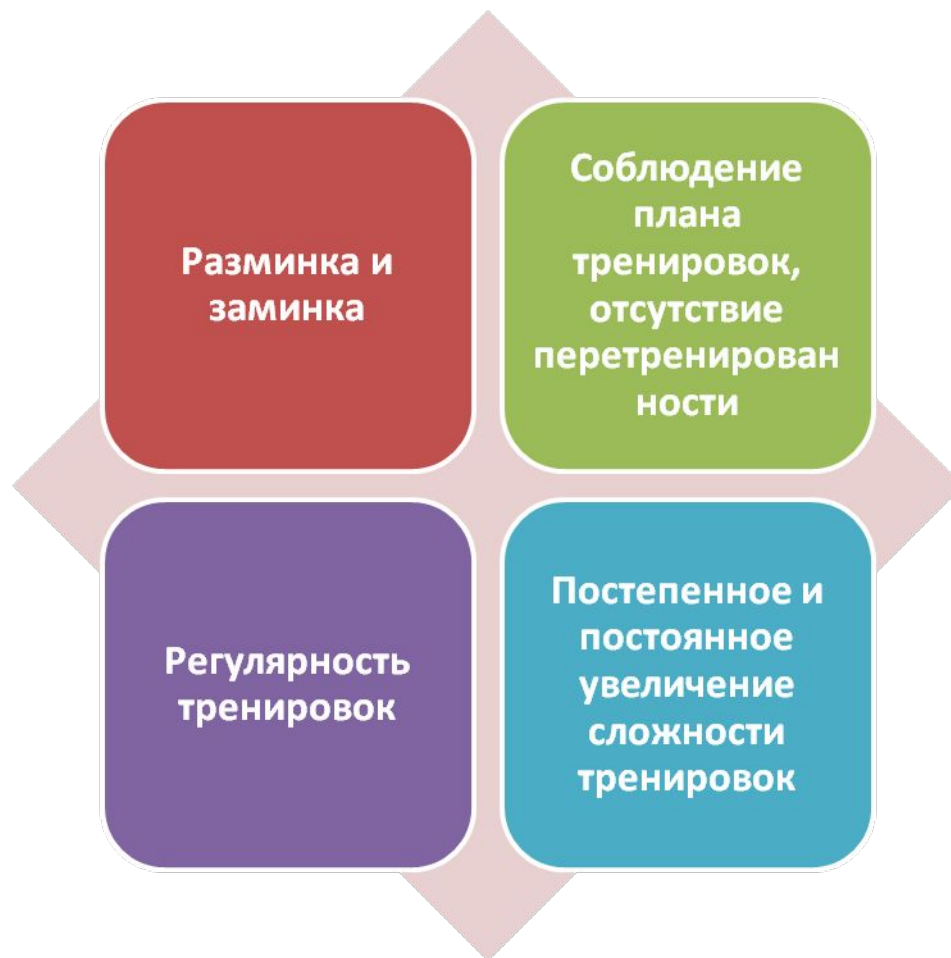 Разминка и
заминка
Соблюдение
плана
тренировок,
отсутствие
перетренирован
ности
Регулярность
тренировок
Постепенное и
постоянное
увеличение
сложности
тренировок